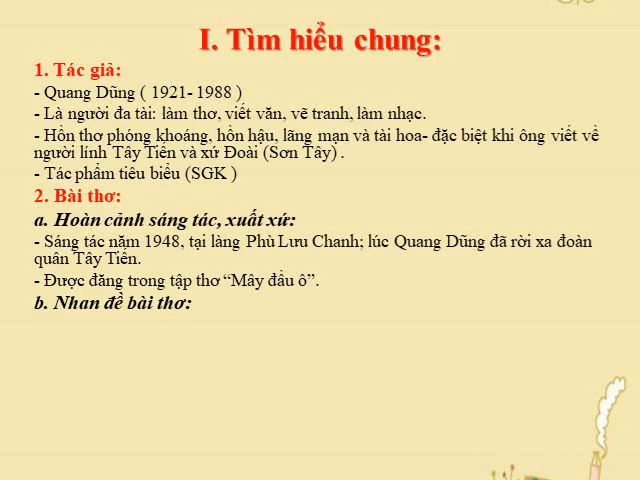 I. Tìm hiểu chung:
1. Tác giả:
- Quang Dũng ( 1921- 1988 )
- Là người đa tài: làm thơ, viết văn, vẽ tranh, làm nhạc.
- Hồn thơ phóng khoáng, hồn hậu, lãng mạn và tài hoa- đặc biệt khi ông viết về
người lính Tây Tiến và xứ Đoài (Sơn Tây) .
- Tác phẩm tiêu biểu (SGK )
2. Bài thơ:
a. Hoàn cảnh sáng tác, xuất xứ:
- Sáng tác năm 1948, tại làng Phù Lưu Chanh; lúc Quang Dũng đã rời xa đoàn
quân Tây Tiến.
- Được đăng trong tập thơ “Mây đầu ô”.
b. Nhan đề bài thơ: